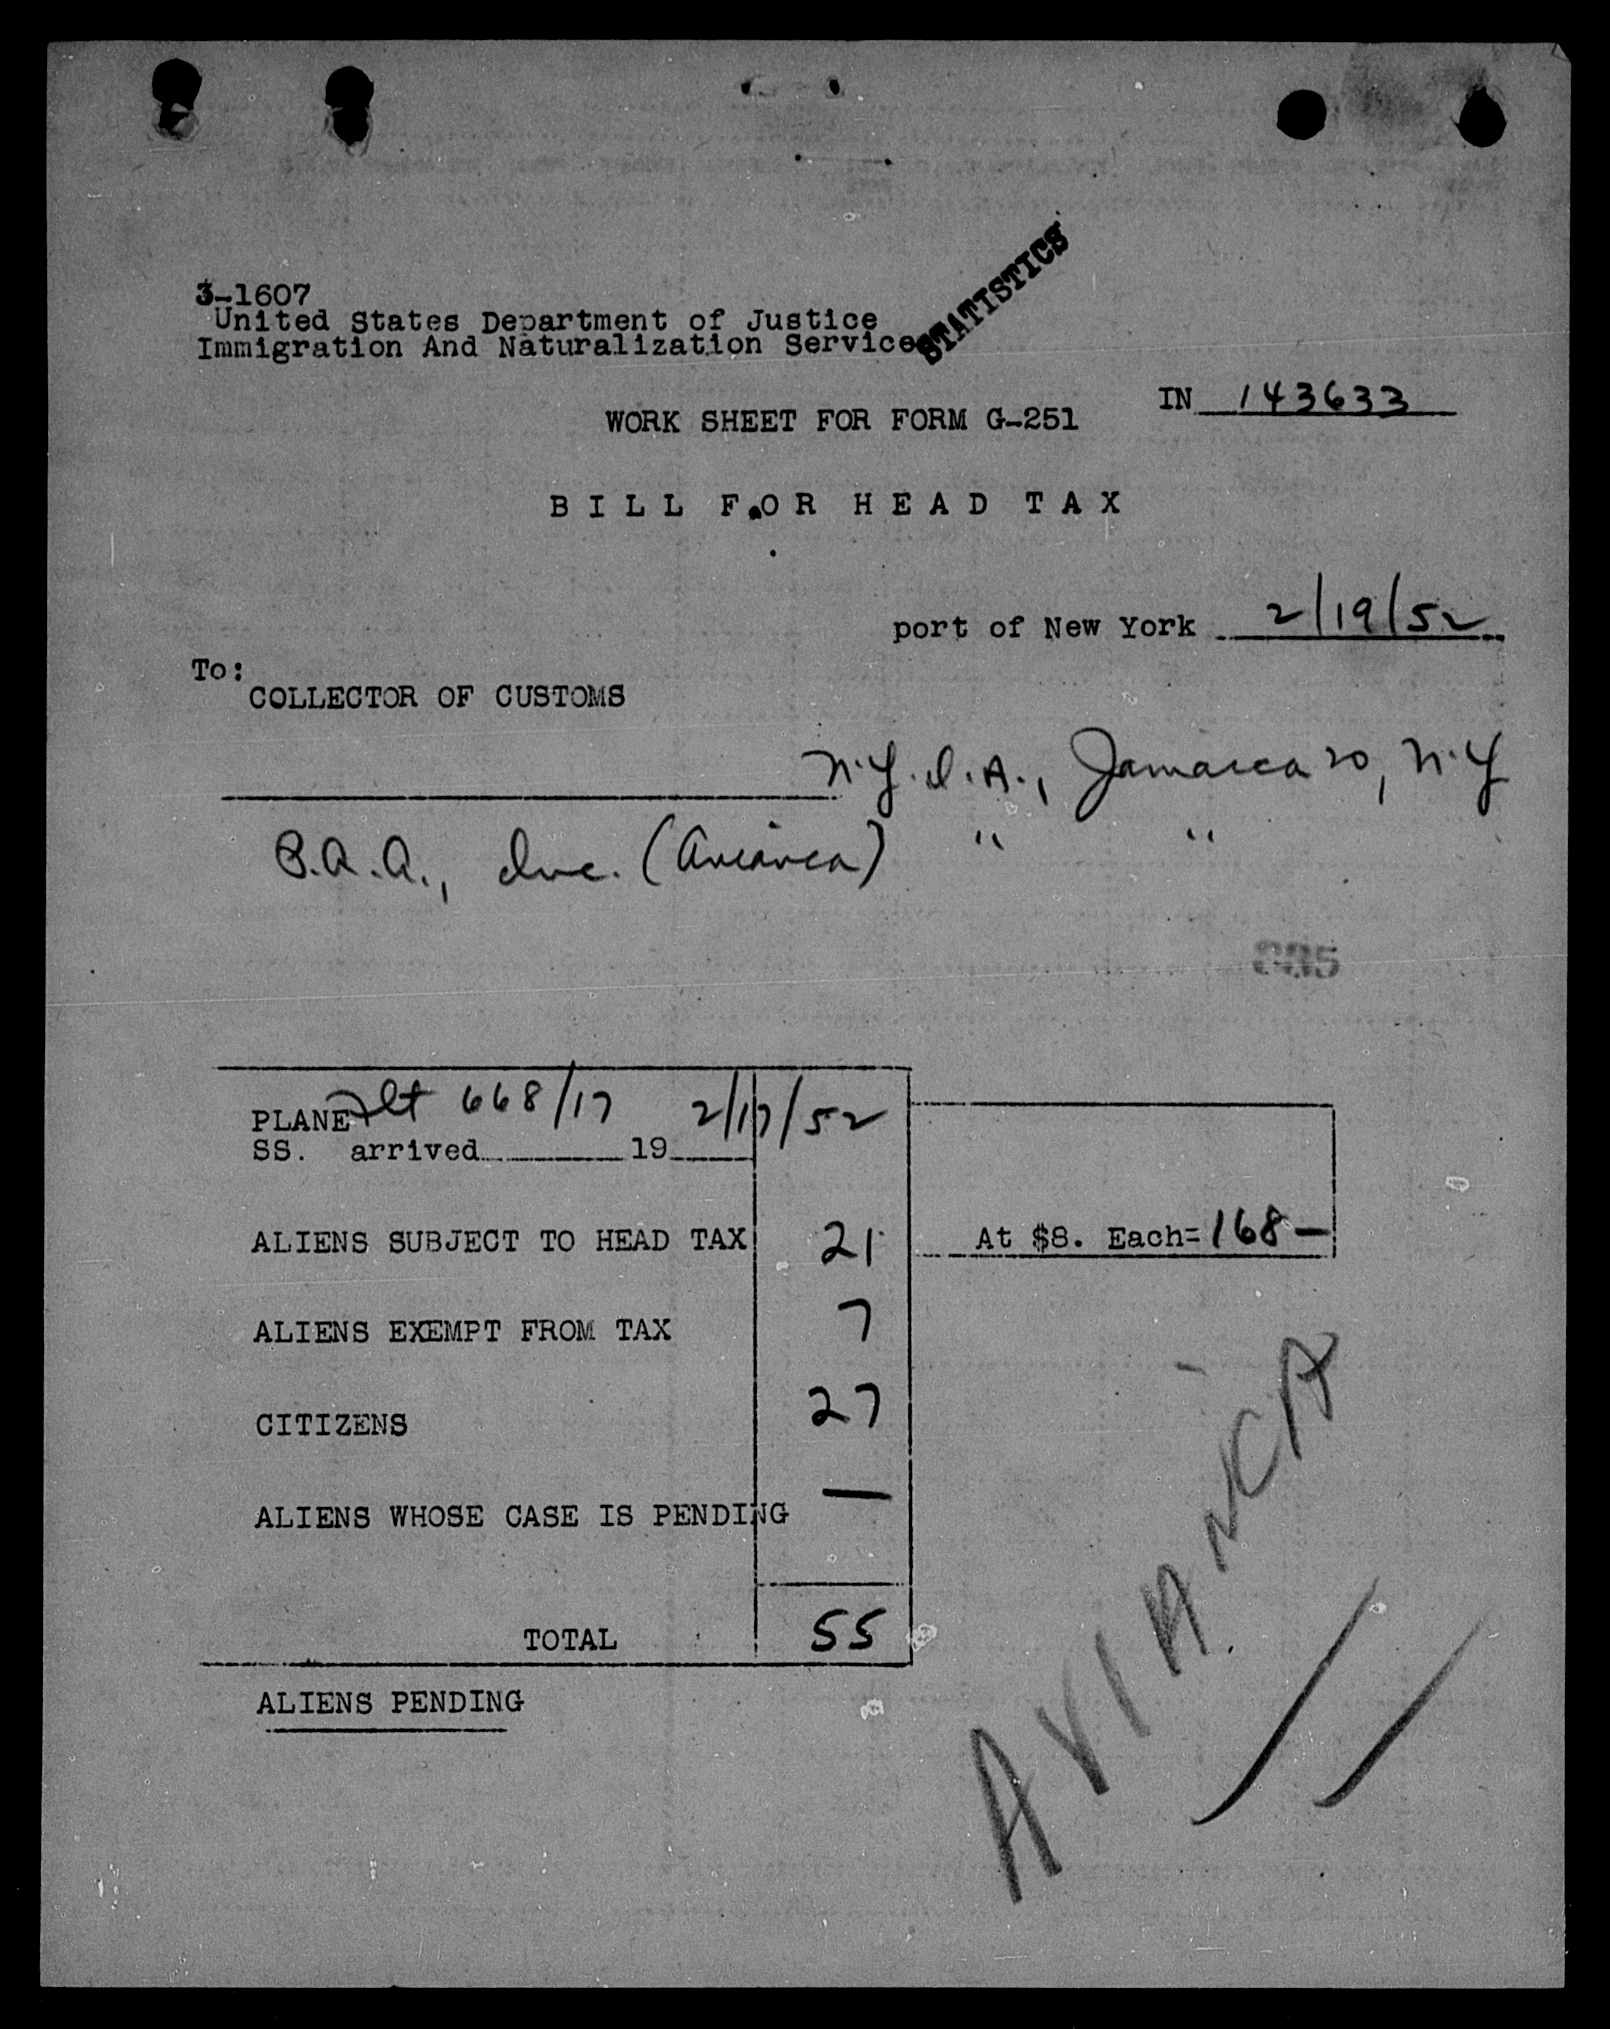 3-1607
United States Department of Justice
Immigration And Naturalization Service
STATISTICS
IN 143633
WORK SHEET FOR FORM G-251
BILL FOR HEAD TAX
port of New York 2/19/52
To:
COLLECTOR OF CUSTOMS
N.Y.I.A., Jamaica 20, N.Y
P.A.A., Inc. (Avianca) " "
PLANE Flt 668/17 2/17/52
SS. arrived 19
ALIENS SUBJECT TO HEAD TAX 21 At $8. Each= 168 —
ALIENS EXEMPT FROM TAX 7
CITIZENS 27
ALIENS WHOSE CASE IS PENDING —
TOTAL 55
ALIENS PENDING
AVIANCA